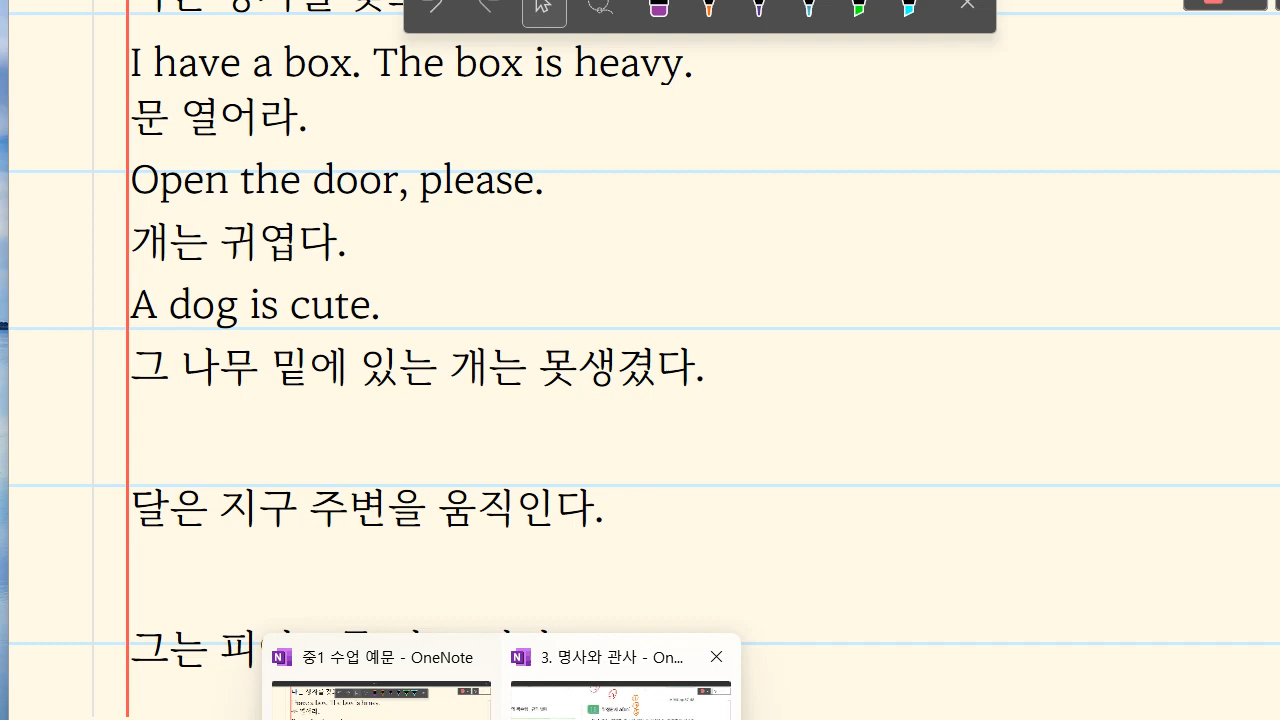 I have a box. The box is heavy.
문 열어라.
Open the door, please.
개는 귀엽다.
A dog is cute.
그 나무 밑에 있는 개는 못생겼다.
달은 지구 주변을 움직인다.
그는
중1 수업 예문 - OneNote
3. 명사와 관사 - On...